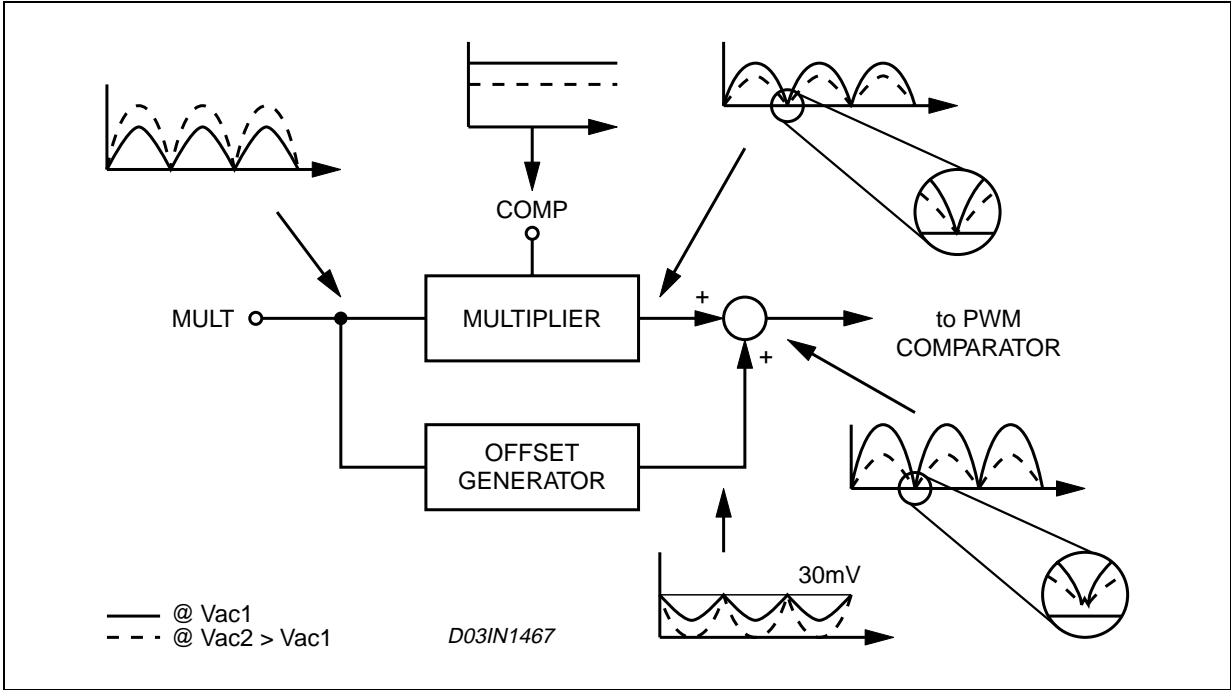 COMP
MULT
MULTIPLIER
+
+
to PWM
COMPARATOR
OFFSET
GENERATOR
30mV
@ Vac1
@ Vac2 > Vac1
D03IN1467